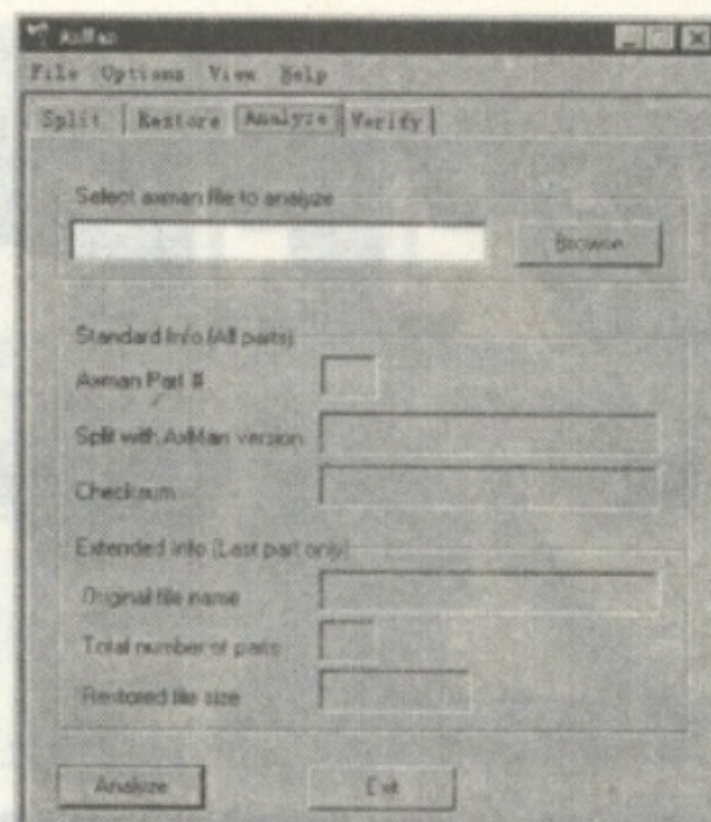 AxMan
File Options View Help
Split Restore Analyze Verify
Select axman file to analyze
Browse
Standard Info (All parts)
Axman Part #
Split with AxMan version
Checksum
Extended Info (Last part only)
Original file name
Total number of parts
Restored file size
Analyze Exit